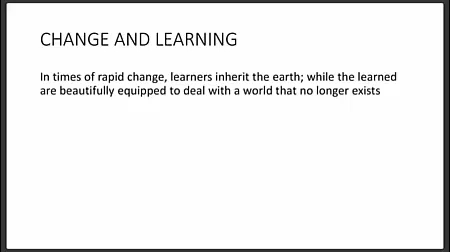 CHANGE AND LEARNING
In times of rapid change, learners inherit the earth; while the learned
are beautifully equipped to deal with a world that no longer exists